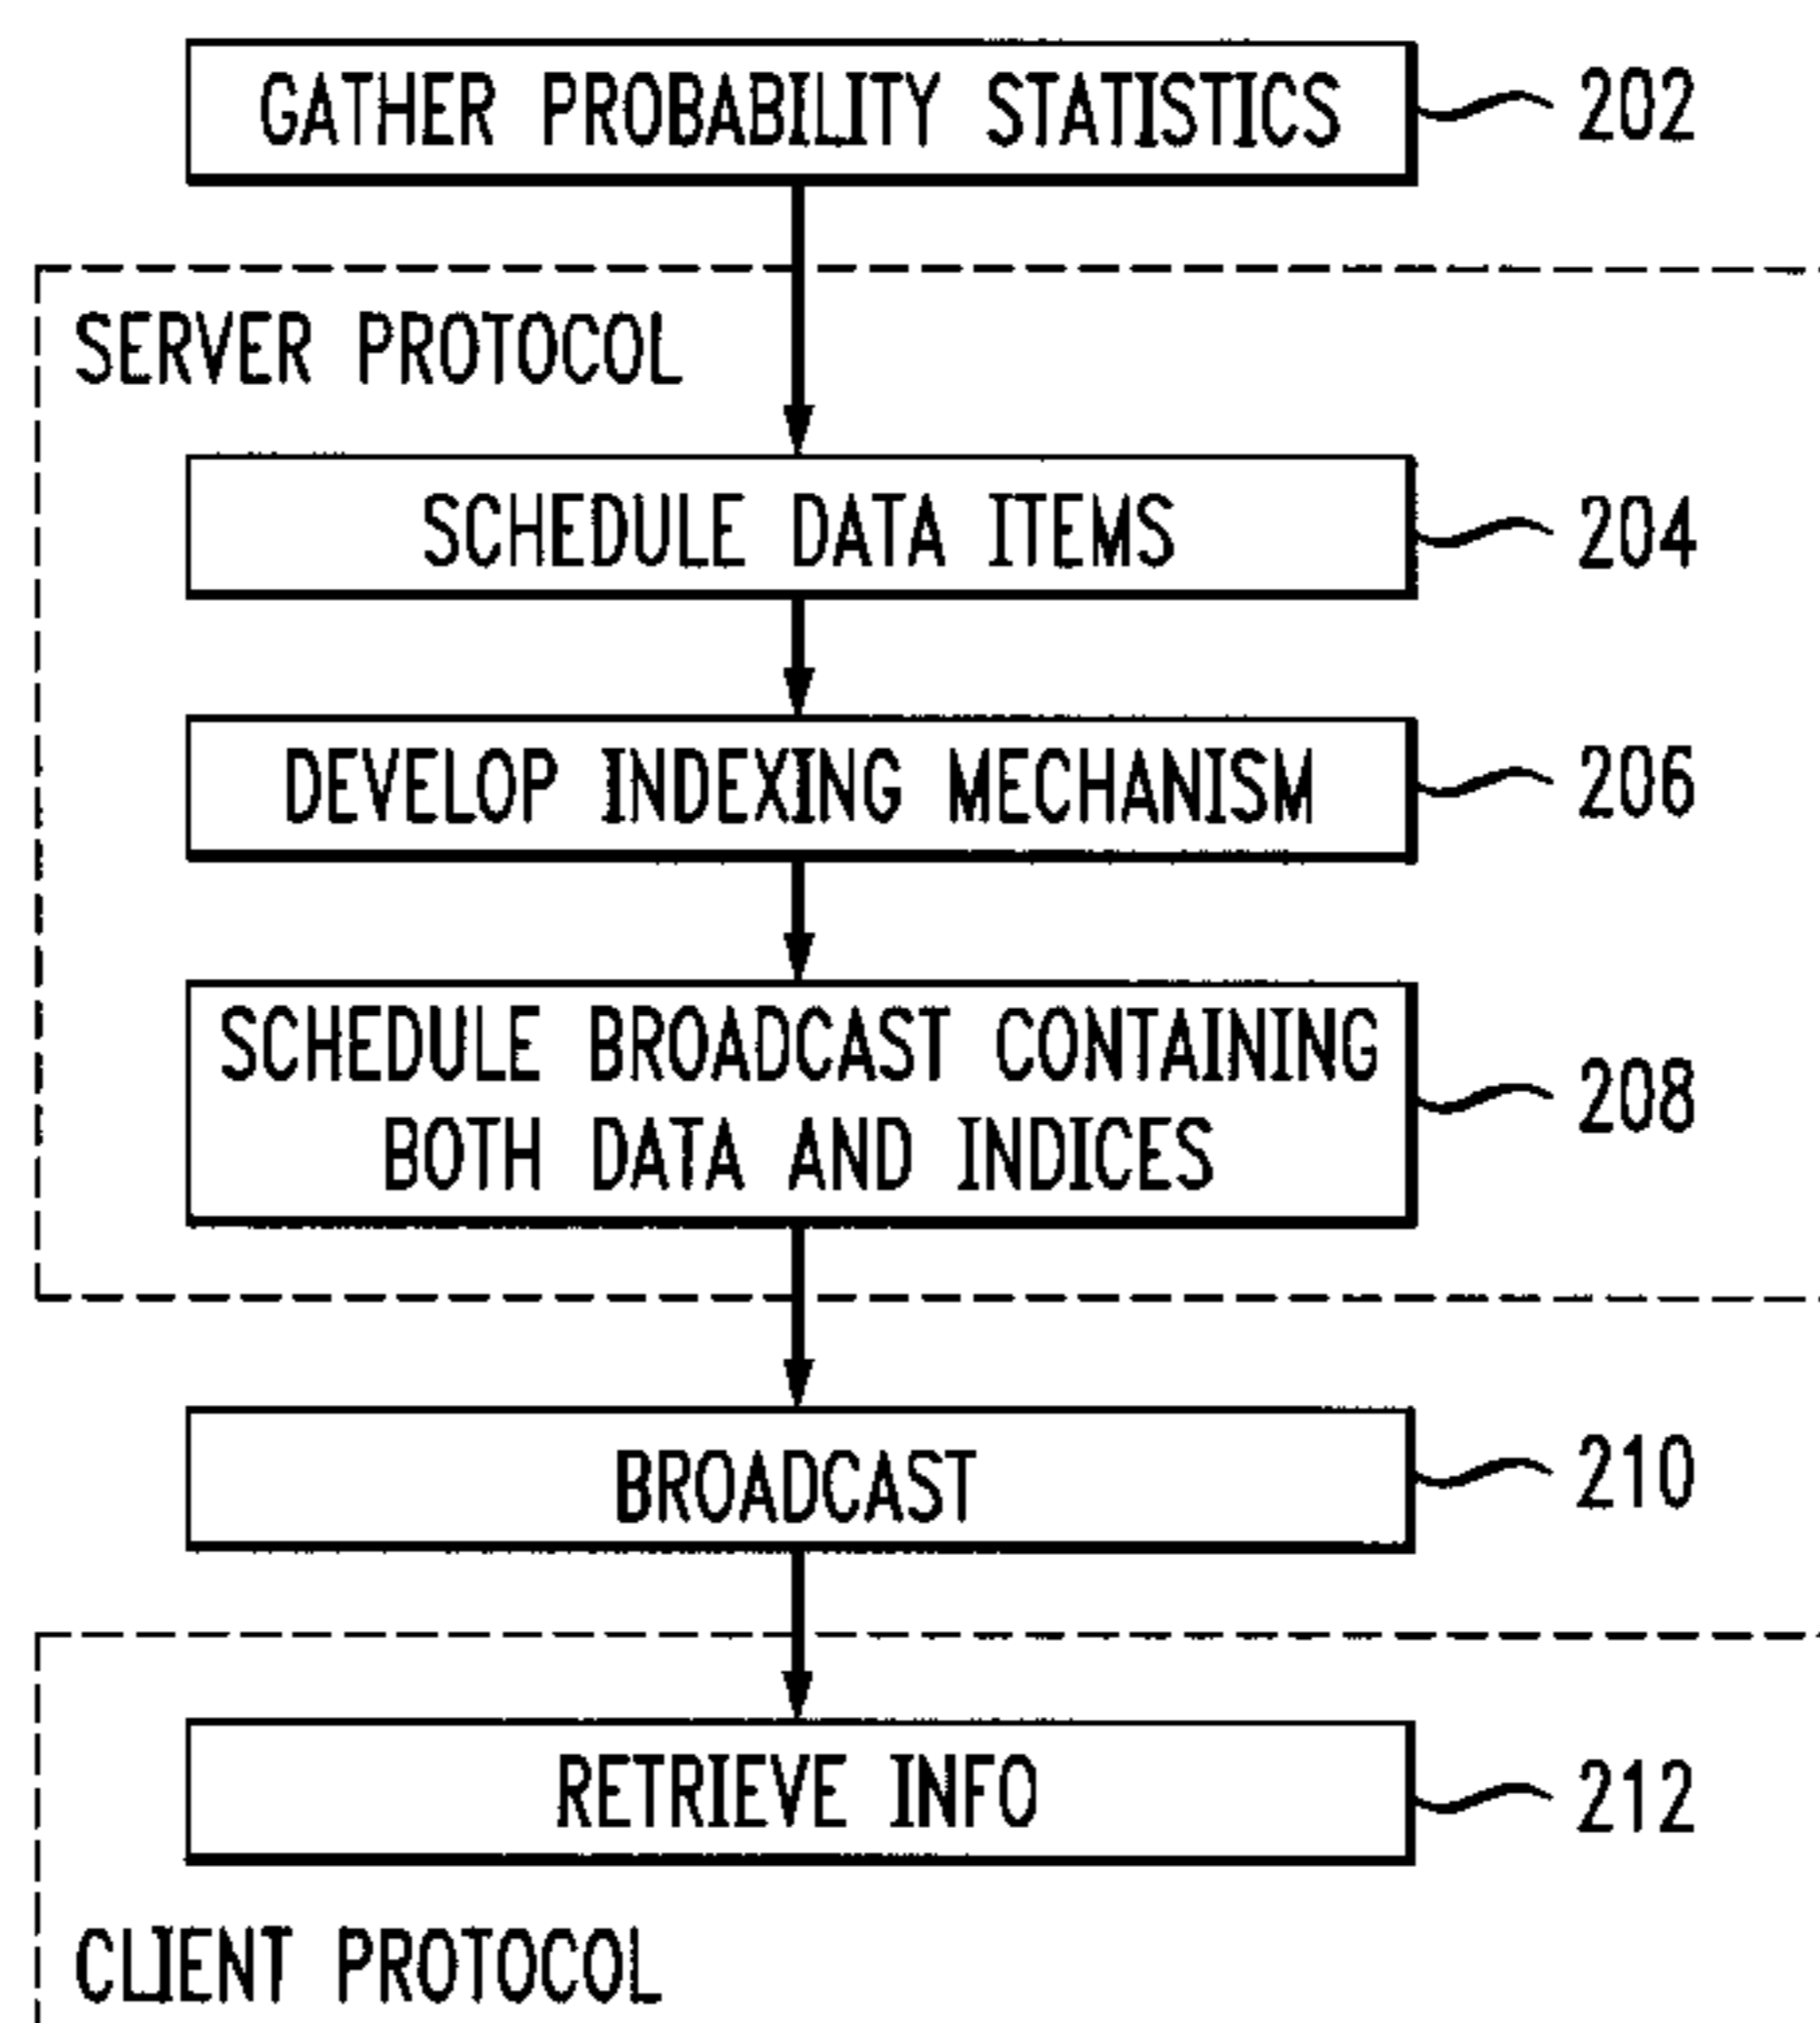 GATHER PROBABILITY STATISTICS 202
SERVER PROTOCOL
SCHEDULE DATA ITEMS 204
DEVELOP INDEXING MECHANISM 206
SCHEDULE BROADCAST CONTAINING
BOTH DATA AND INDICES
208
BROADCAST 210
RETRIEVE INFO 212
CLIENT PROTOCOL